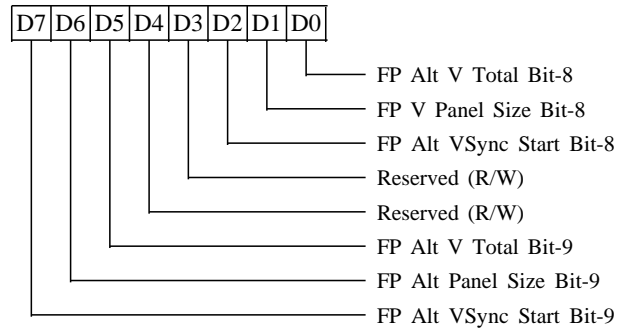 D7 D6 D5 D4 D3 D2 D1 D0
FP Alt V Total Bit-8
FP V Panel Size Bit-8
FP Alt VSync Start Bit-8
Reserved (R/W)
Reserved (R/W)
FP Alt V Total Bit-9
FP Alt Panel Size Bit-9
FP Alt VSync Start Bit-9